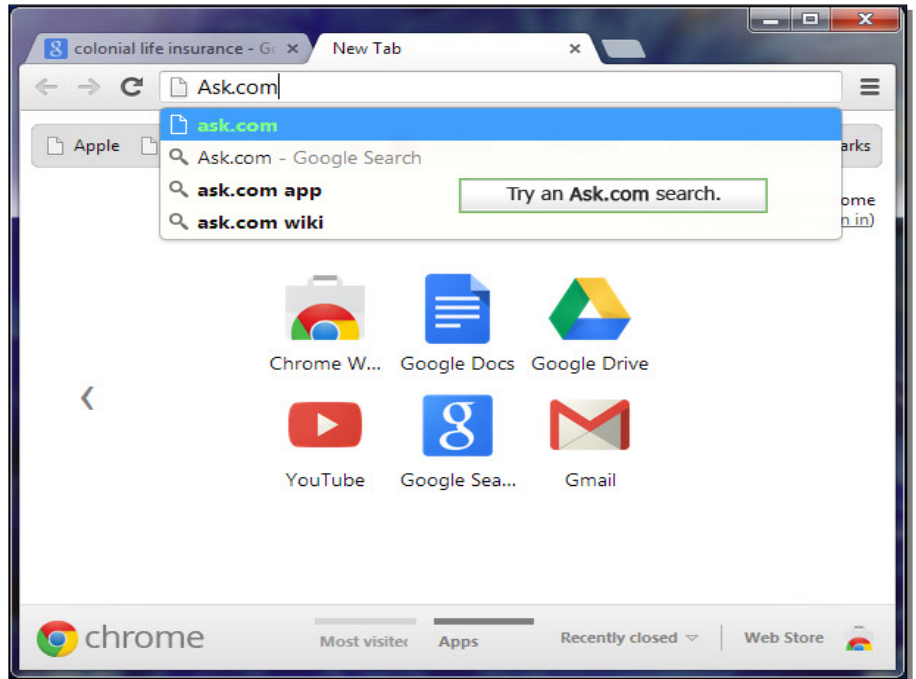 colonial life insurance - G
New Tab
Ask.com
ask.com
Apple
arks
Ask.com - Google Search
ask.com app
Try an Ask.com search.
ome
ask.com wiki
n in)
Chrome W...
Google Docs
Google Drive
YouTube
Google Sea...
Gmail
chrome
Most visite
Apps
Recently closed
Web Store